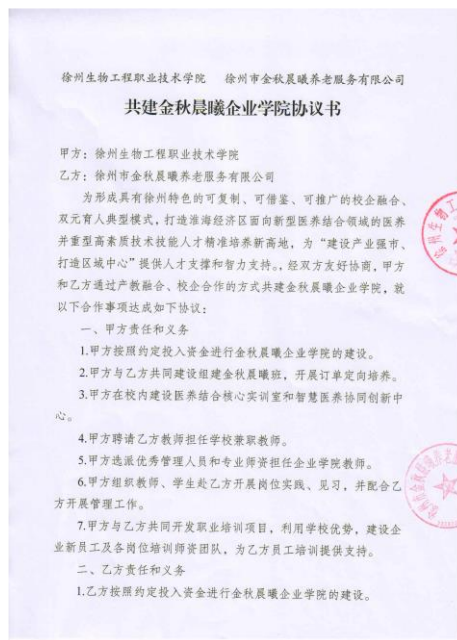 徐州生物工程职业技术学院 徐州市金秋晨曦养老服务有限公司
共建金秋晨曦企业学院协议书
甲方：徐州生物工程职业技术学院
乙方：徐州市金秋晨曦养老服务有限公司
为形成具有徐州特色的可复制、可借鉴、可推广的校企融合、
双元育人典型模式，打造淮海经济区面向新型医养结合领域的医养
并重型高素质技术技能人才精准培养新高地，为“建设产业强市、
打造区域中心”提供人才支撑和智力支持。，经双方友好协商，甲方
和乙方通过产教融合、校企合作的方式共建金秋晨曦企业学院，就
以下合作事项达成如下协议：
一、甲方责任和义务
1.甲方按照约定投入资金进行金秋晨曦企业学院的建设。
2.甲方与乙方共同建设组建金秋晨曦班，开展订单定向培养。
3.甲方在校内建设医养结合核心实训室和智慧医养协同创新中
心。
4.甲方聘请乙方教师担任学校兼职教师。
5.甲方选派优秀管理人员和专业师资担任企业学院教师。
6.甲方组织教师、学生赴乙方开展岗位实践、见习，并配合乙
方开展管理工作。
7.甲方与乙方共同开发职业培训项目，利用学校优势，建设企
业新员工及各岗位培训师资团队，为乙方员工培训提供支持。
二、乙方责任和义务
1.乙方按照约定投入资金进行金秋晨曦企业学院的建设。